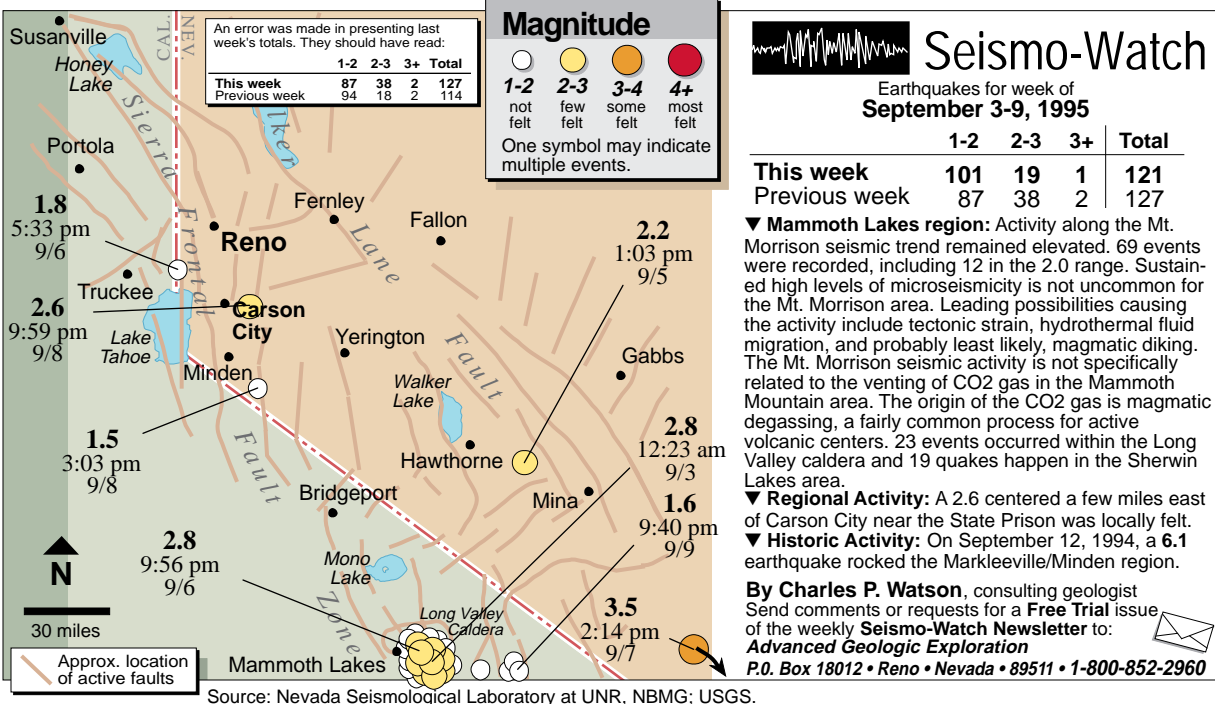 Susanville
Honey
Lake
CAL.
NEV.
An error was made in presenting last
week's totals. They should have read:
1-2 2-3 3+ Total
This week 87 38 2 127
Previous week 94 18 2 114
Magnitude
1-2 2-3 3-4 4+
not felt few felt some felt most felt
One symbol may indicate
multiple events.
Sierra
Frontal
Fault
Zone
lker
Lane
Fault
Portola
1.8
5:33 pm
9/6
Reno
Fernley
Fallon
2.2
1:03 pm
9/5
Truckee
2.6
9:59 pm
9/8
Lake
Tahoe
Carson
City
Minden
Yerington
Walker
Lake
Gabbs
1.5
3:03 pm
9/8
Hawthorne
2.8
12:23 am
9/3
Mina
Bridgeport
1.6
9:40 pm
9/9
2.8
9:56 pm
9/6
Mono
Lake
N
30 miles
Long Valley
Caldera
3.5
2:14 pm
9/7
Mammoth Lakes
Approx. location
of active faults
Source: Nevada Seismological Laboratory at UNR, NBMG; USGS.
Seismo-Watch
Earthquakes for week of
September 3-9, 1995
1-2 2-3 3+ Total
This week 101 19 1 121
Previous week 87 38 2 127
▼ Mammoth Lakes region: Activity along the Mt.
Morrison seismic trend remained elevated. 69 events
were recorded, including 12 in the 2.0 range. Sustain-
ed high levels of microseismicity is not uncommon for
the Mt. Morrison area. Leading possibilities causing
the activity include tectonic strain, hydrothermal fluid
migration, and probably least likely, magmatic diking.
The Mt. Morrison seismic activity is not specifically
related to the venting of CO2 gas in the Mammoth
Mountain area. The origin of the CO2 gas is magmatic
degassing, a fairly common process for active
volcanic centers. 23 events occurred within the Long
Valley caldera and 19 quakes happen in the Sherwin
Lakes area.
▼ Regional Activity: A 2.6 centered a few miles east
of Carson City near the State Prison was locally felt.
▼ Historic Activity: On September 12, 1994, a 6.1
earthquake rocked the Markleeville/Minden region.
By Charles P. Watson, consulting geologist
Send comments or requests for a Free Trial issue
of the weekly Seismo-Watch Newsletter to:
Advanced Geologic Exploration
P.O. Box 18012 • Reno • Nevada • 89511 • 1-800-852-2960